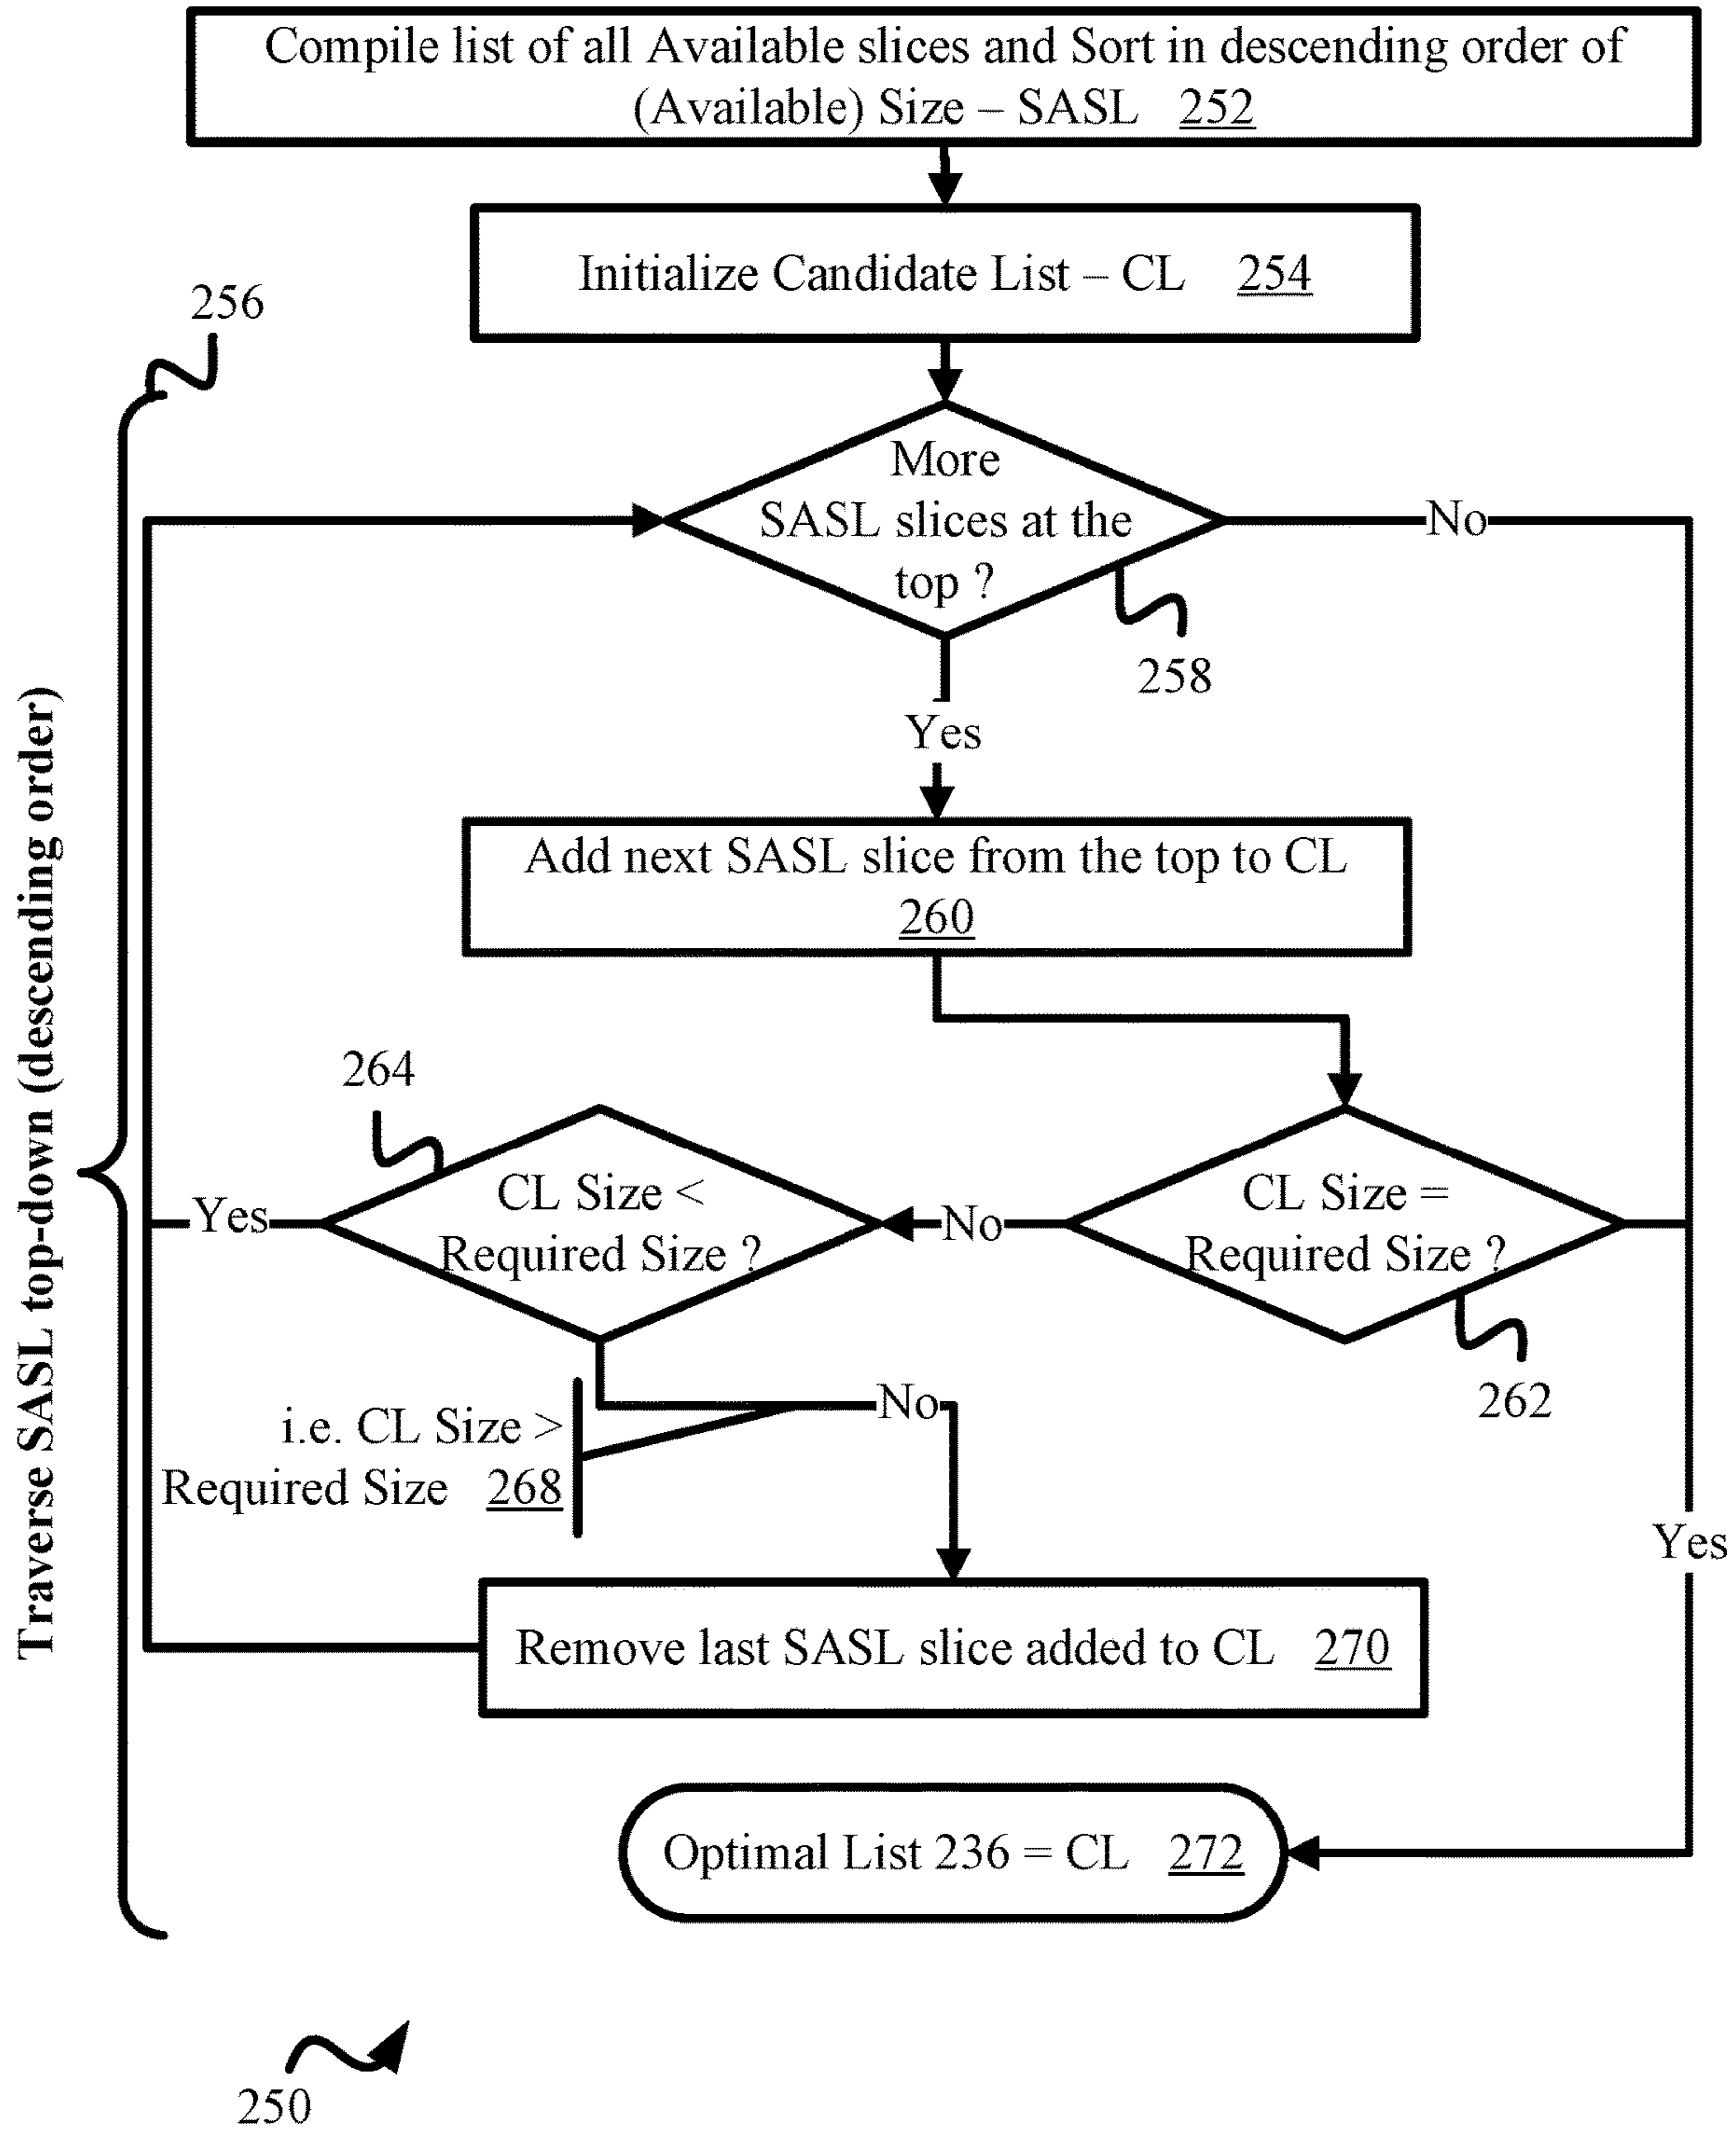 Compile list of all Available slices and Sort in descending order of
(Available) Size – SASL 252
Initialize Candidate List – CL 254
256
More
SASL slices at the
top ?
No
258
Yes
Add next SASL slice from the top to CL
260
264
CL Size <
Required Size ?
Yes
No
CL Size =
Required Size ?
262
No
i.e. CL Size >
Required Size 268
Yes
Remove last SASL slice added to CL 270
Optimal List 236 = CL 272
Traverse SASL top-down (descending order)
250